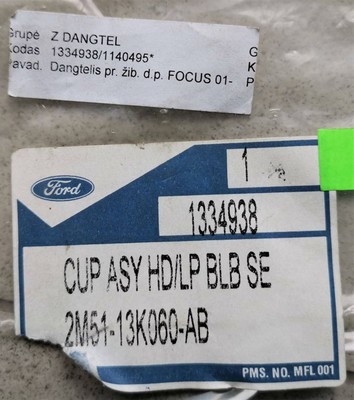 Grupė Z DANGTEL
Kodas 1334938/1140495* G
Pavad. Dangtelis pr. žib. d.p. FOCUS 01- K
P
Ford
1
1334938
CUP ASY HD/LP BLB SE
2M51-13K060-AB
PMS. NO. MFL 001